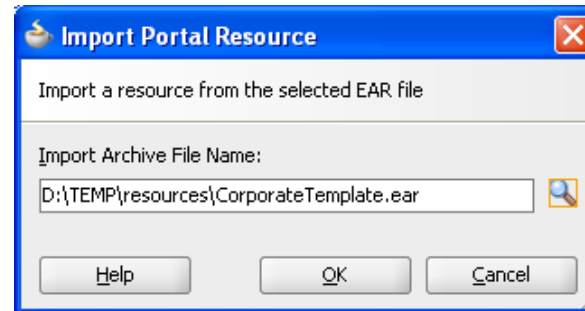 Import Portal Resource
Import a resource from the selected EAR file
Import Archive File Name:
D:\TEMP\resources\CorporateTemplate.ear
Help OK Cancel